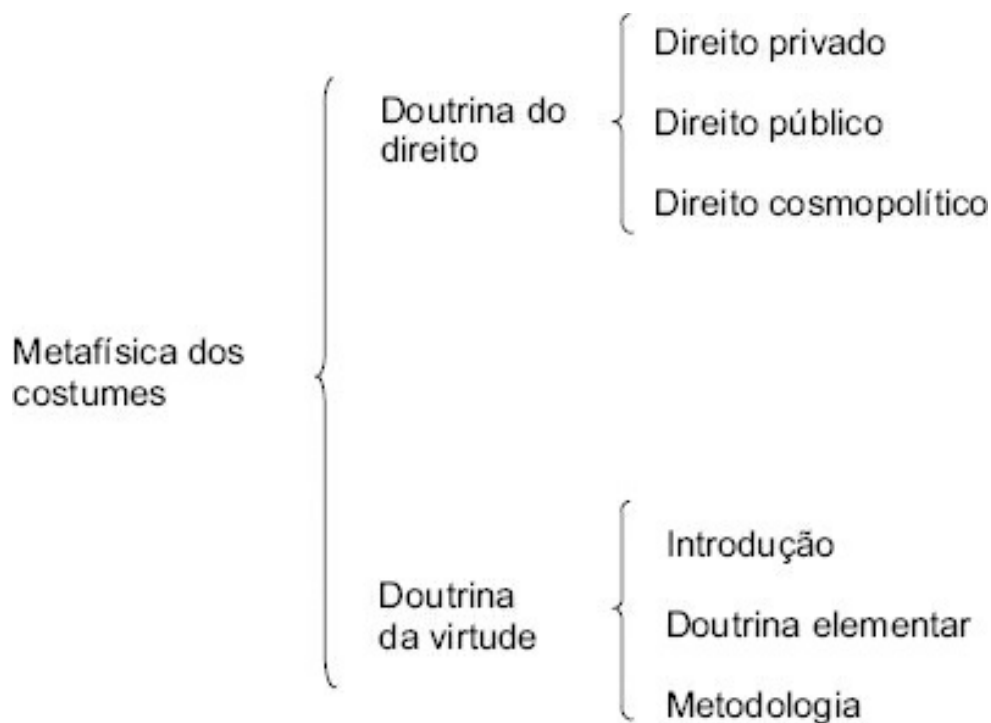 Metafísica dos
costumes
Doutrina do
direito
Direito privado
Direito público
Direito cosmopolítico
Doutrina
da virtude
Introdução
Doutrina elementar
Metodologia